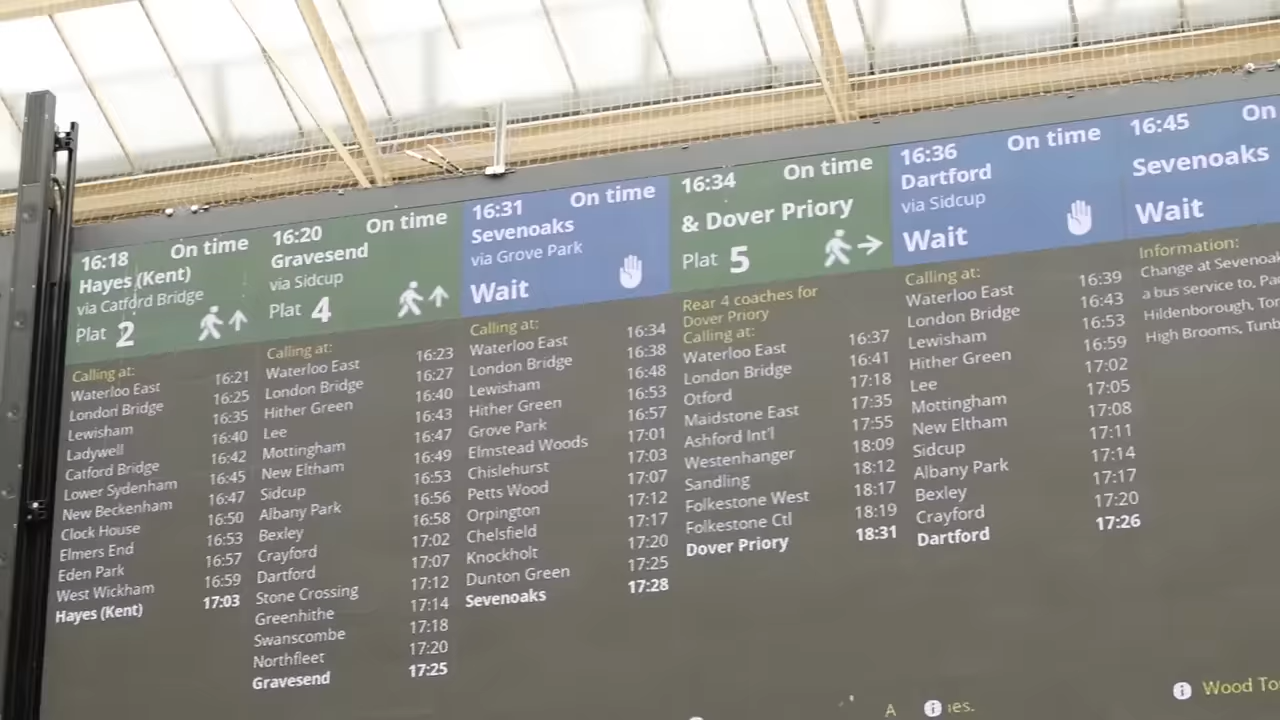 16:18 On time
Hayes (Kent)
via Catford Bridge
Plat 2
Calling at:
Waterloo East 16:21
London Bridge 16:25
Lewisham 16:35
Ladywell 16:40
Catford Bridge 16:42
Lower Sydenham 16:45
New Beckenham 16:47
Clock House 16:50
Elmers End 16:53
Eden Park 16:57
West Wickham 16:59
Hayes (Kent) 17:03
16:20 On time
Gravesend
via Sidcup
Plat 4
Calling at:
Waterloo East 16:23
London Bridge 16:27
Hither Green 16:40
Lee 16:43
Mottingham 16:47
New Eltham 16:49
Sidcup 16:53
Albany Park 16:56
Bexley 16:58
Crayford 17:02
Dartford 17:07
Stone Crossing 17:12
Greenhithe 17:14
Swanscombe 17:18
Northfleet 17:20
Gravesend 17:25
16:31 On time
Sevenoaks
via Grove Park
Wait
Calling at:
Waterloo East 16:34
London Bridge 16:38
Lewisham 16:48
Hither Green 16:53
Grove Park 16:57
Elmstead Woods 17:01
Chislehurst 17:03
Petts Wood 17:07
Orpington 17:12
Chelsfield 17:17
Knockholt 17:20
Dunton Green 17:25
Sevenoaks 17:28
16:34 On time
& Dover Priory
Plat 5
Rear 4 coaches for
Dover Priory
Calling at:
Waterloo East 16:37
London Bridge 16:41
Otford 17:18
Maidstone East 17:35
Ashford Int'l 17:55
Westenhanger 18:09
Sandling 18:12
Folkestone West 18:17
Folkestone Ctl 18:19
Dover Priory 18:31
16:36 On time
Dartford
via Sidcup
Wait
Calling at:
Waterloo East 16:39
London Bridge 16:43
Lewisham 16:53
Hither Green 16:59
Lee 17:02
Mottingham 17:05
New Eltham 17:08
Sidcup 17:11
Albany Park 17:14
Bexley 17:17
Crayford 17:20
Dartford 17:26
16:45 On
Sevenoaks
Wait
Information:
Change at
a bus service to,
Hildenborough,
High Brooms,
A
Wood